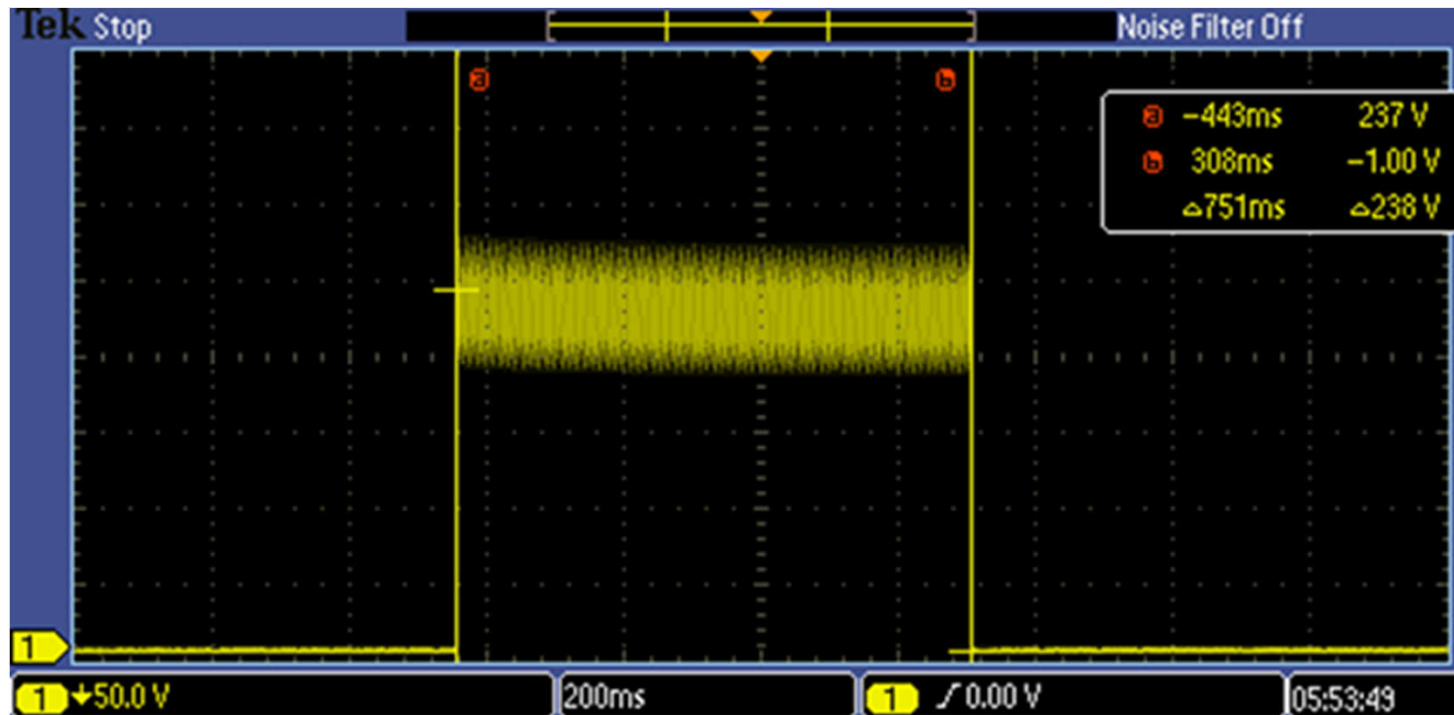 Tek Stop Noise Filter Off
a b
a −443ms 237 V
b 308ms −1.00 V
△751ms △238 V
1
1 50.0 V 200ms 1 0.00 V 05:53:49